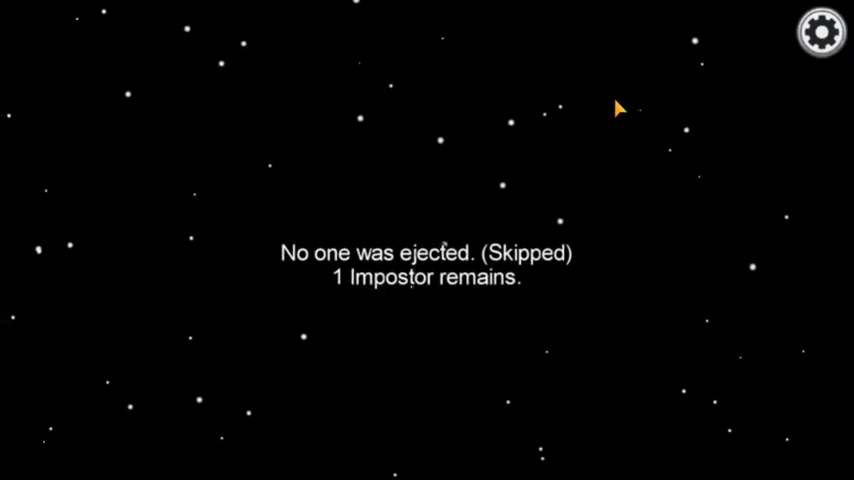 No one was ejected. (Skipped)
1 Impostor remains.